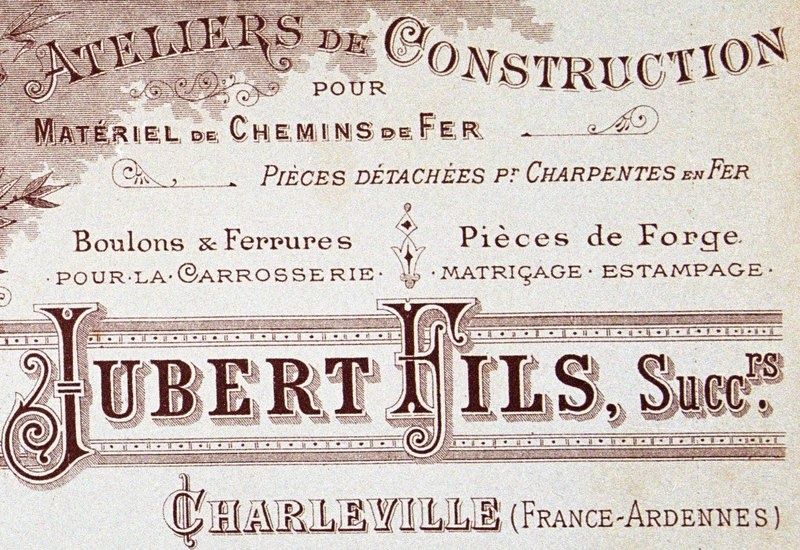 ATELIERS DE CONSTRUCTION
POUR
MATÉRIEL DE CHEMINS DE FER
PIÈCES DÉTACHÉES Pr CHARPENTES EN FER
Boulons & Ferrures
POUR·LA·CARROSSERIE·
Pièces de Forge.
·MATRIÇAGE·ESTAMPAGE·
JUBERT FILS, Succrs.
CHARLEVILLE (FRANCE-ARDENNES)